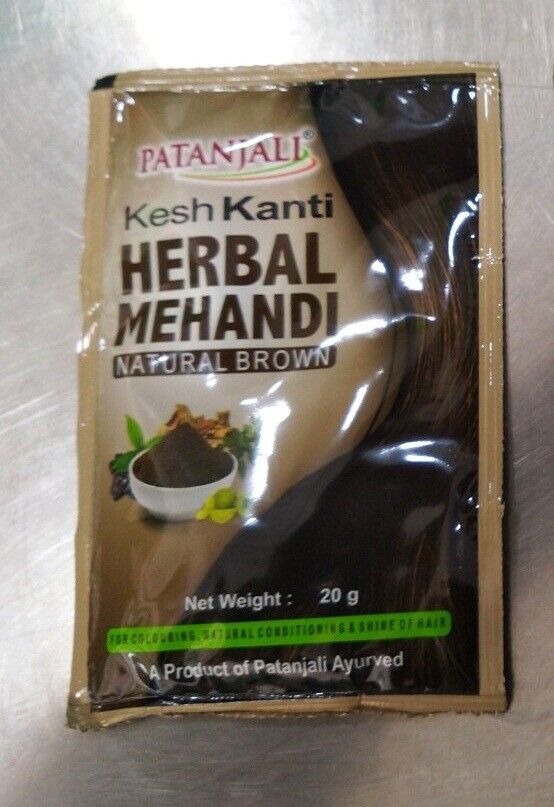 PATANJALI®
Kesh Kanti
HERBAL
MEHANDI
NATURAL BROWN
Net Weight : 20 g
FOR COLOURING, NATURAL CONDITIONING & SHINE OF HAIR
A Product of Patanjali Ayurved